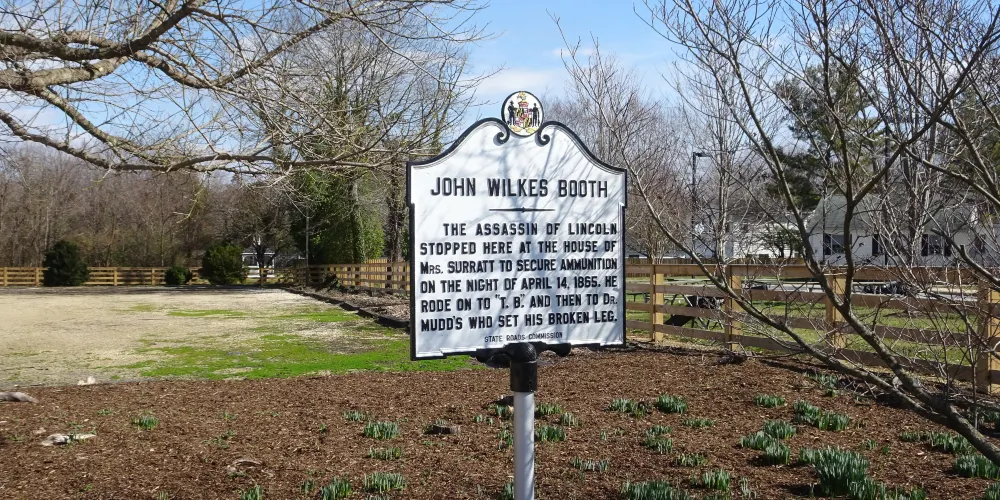 JOHN WILKES BOOTH
THE ASSASSIN OF LINCOLN
STOPPED HERE AT THE HOUSE OF
MRS. SURRATT TO SECURE AMMUNITION
ON THE NIGHT OF APRIL 14, 1865. HE
RODE ON TO "T. B." AND THEN TO DR.
MUDD'S WHO SET HIS BROKEN LEG.
STATE ROADS COMMISSION